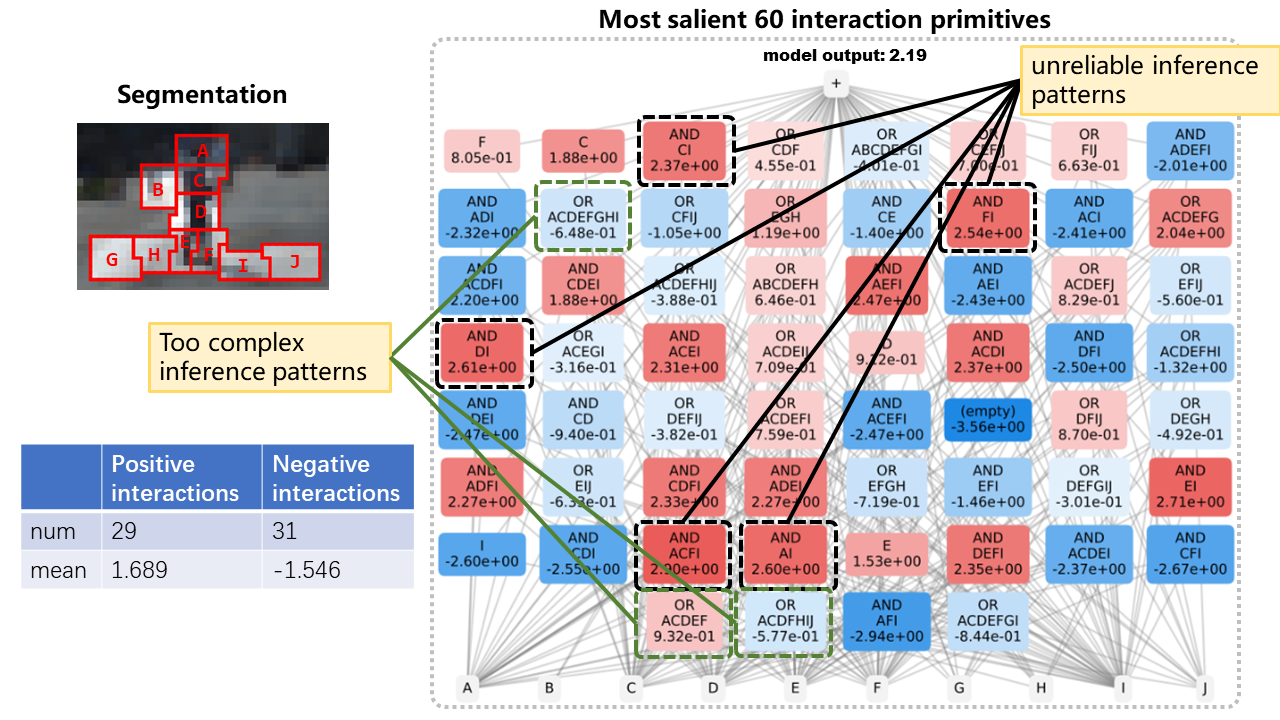 Most salient 60 interaction primitives
model output: 2.19
unreliable inference
patterns
Segmentation
A
B
C
D
E
F
G
H
I
J
+
F
8.05e-01
C
1.88e+00
AND
CI
2.37e+00
OR
CDF
4.55e-01
OR
ABCDEFGI
-4.01e-01
OR
CEFIJ
7.00e-01
OR
FIJ
6.63e-01
AND
ADEFI
-2.01e+00
AND
ADI
-2.32e+00
OR
ACDEFGHI
-6.48e-01
OR
CFIJ
-1.05e+00
OR
EGH
1.19e+00
AND
CE
-1.40e+00
AND
FI
2.54e+00
AND
ACI
-2.41e+00
OR
ACDEFG
2.04e+00
AND
ACDFI
-2.20e+00
AND
CDEI
1.88e+00
OR
ACDEFHIJ
-3.88e-01
OR
ABCDEFH
6.46e-01
AND
AEFI
2.47e+00
AND
AEI
-2.43e+00
OR
ACDEFJ
8.29e-01
OR
EFIJ
-5.60e-01
Too complex
inference patterns
AND
DI
2.61e+00
OR
ACEGI
-3.16e-01
AND
ACEI
2.31e+00
OR
ACDEIJ
7.09e-01
D
AND
ACDI
2.37e+00
AND
DFI
-2.50e+00
OR
ACDEFHI
-1.32e+00
AND
DEI
-2.47e+00
AND
CD
-9.40e-01
OR
DEFIJ
-3.82e-01
OR
ACDEFI
7.59e-01
AND
ACEFI
-2.47e+00
(empty)
-3.56e+00
OR
DFIJ
8.70e-01
OR
DEGH
-4.92e-01
AND
ADFI
2.27e+00
OR
EIJ
AND
CDFI
2.33e+00
AND
ADEI
2.27e+00
OR
EFGH
-7.19e-01
AND
EFI
-1.46e+00
OR
DEFGIJ
-3.01e-01
AND
EI
2.71e+00
I
-2.60e+00
AND
CDI
-2.55e+00
AND
ACFI
AND
AI
2.60e+00
E
1.53e+00
AND
DEFI
2.35e+00
AND
ACDEI
-2.37e+00
AND
CFI
-2.67e+00
OR
ACDEF
9.32e-01
OR
ACDFHIJ
-5.77e-01
AND
AFI
-2.94e+00
OR
ACDEFGI
-8.44e-01
A B C D E F G H I J
Positive interactions Negative interactions
num 29 31
mean 1.689 -1.546